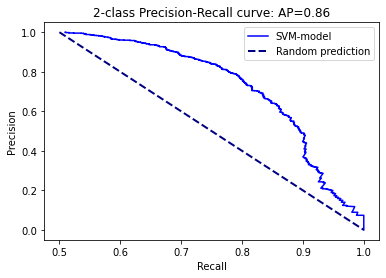 2-class Precision-Recall curve: AP=0.86
SVM-model
Random prediction
Precision
1.0
0.8
0.6
0.4
0.2
0.0
0.5 0.6 0.7 0.8 0.9 1.0
Recall